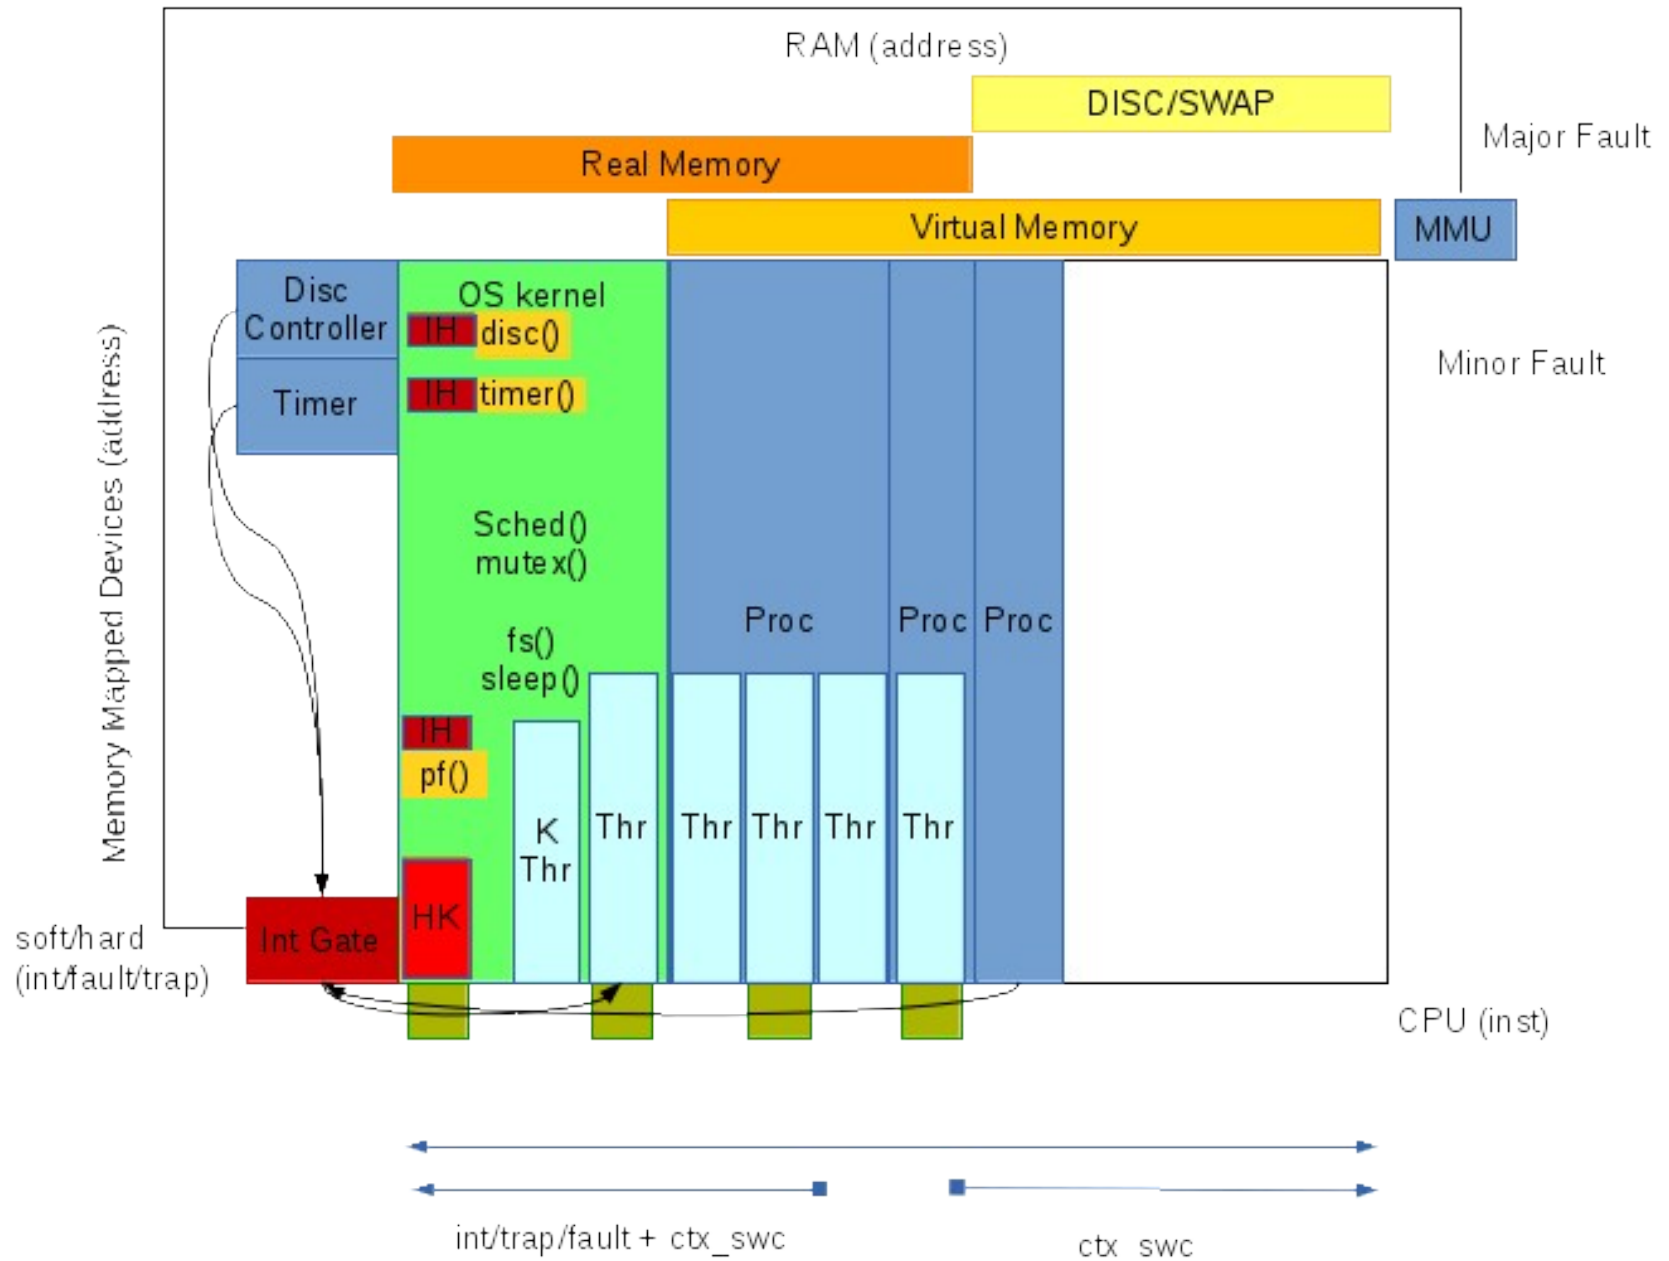 RAM (address)
DISC/SWAP
Major Fault
Real Memory
Virtual Memory
MMU
Disc
Controller
OS kernel
IH disc()
Minor Fault
Timer
IH timer()
Memory Mapped Devices (address)
Sched()
mutex()
Proc Proc Proc
fs()
sleep()
IH
pf()
K
Thr
Thr Thr Thr Thr Thr
HK
Int Gate
soft/hard
(int/fault/trap)
CPU (inst)
int/trap/fault + ctx_swc
ctx swc